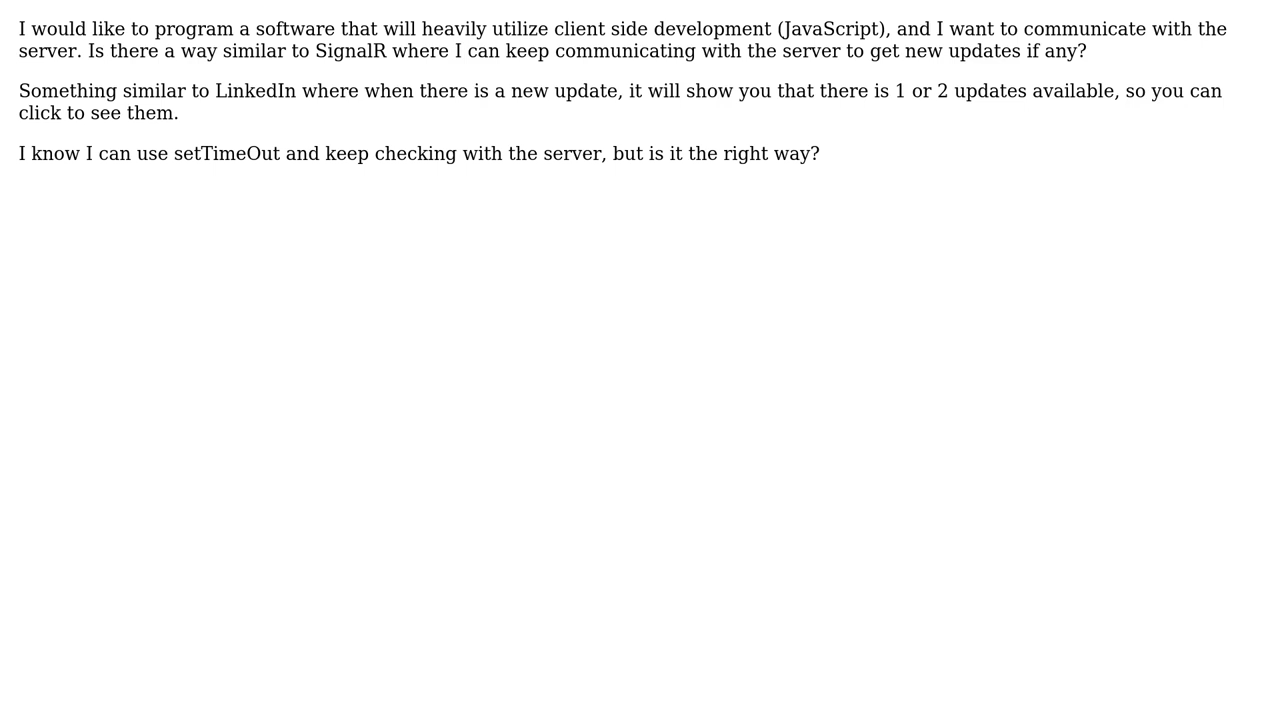 I would like to program a software that will heavily utilize client side development (JavaScript), and I want to communicate with the
server. Is there a way similar to SignalR where I can keep communicating with the server to get new updates if any?
Something similar to LinkedIn where when there is a new update, it will show you that there is 1 or 2 updates available, so you can
click to see them.
I know I can use setTimeOut and keep checking with the server, but is it the right way?